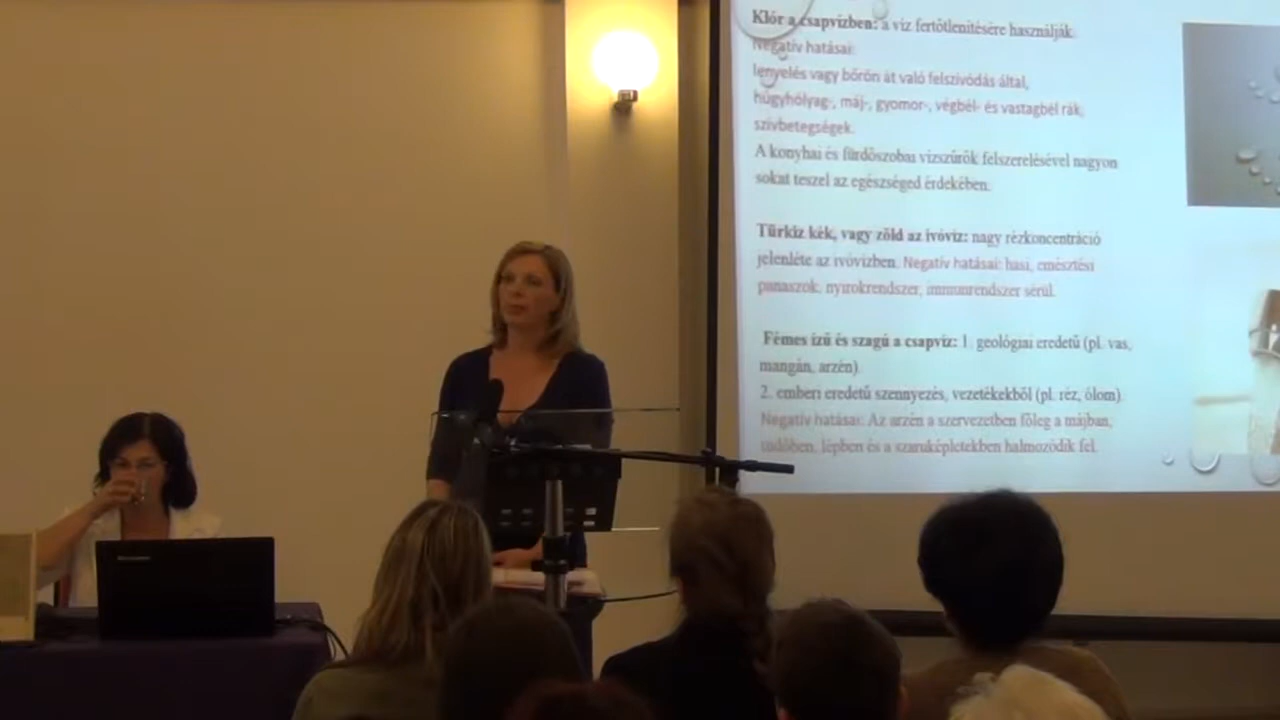 Klór a csapvízben: a víz fertőtlenítésére használják.
Negatív hatásai:
lenyelés vagy bőrön át való felszívódás által,
húgyhólyag-, máj-, gyomor-, végbél- és vastagbél rák,
szívbetegségek.
A konyhai és fürdőszobai vízszűrők felszerelésével nagyon
sokat teszel az egészséged érdekében.
Türkiz kék, vagy zöld az ivóvíz: nagy rézkoncentráció
jelenléte az ivóvízben. Negatív hatásai: hasi, emésztési
panaszok, nyirokrendszer, immunrendszer sérül.
Fémes ízű és szagú a csapvíz: 1. geológiai eredetű (pl. vas,
mangán, arzén).
2. emberi eredetű szennyezés, vezetékekből (pl. réz, ólom).
Negatív hatásai: Az arzén a szervezetben főleg a májban,
tüdőben, lépben és a szaruképletekben halmozódik fel.